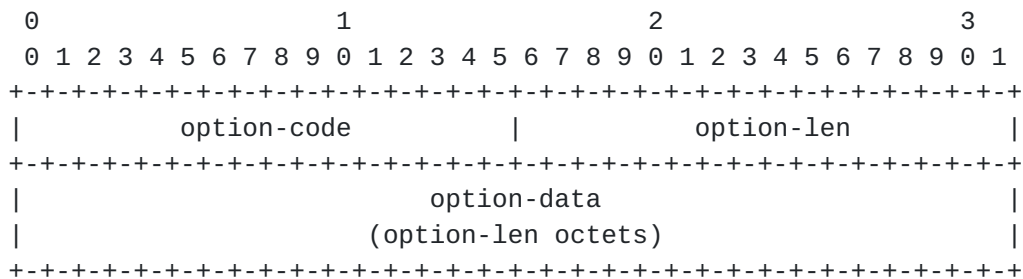 0                   1                   2                   3
 0 1 2 3 4 5 6 7 8 9 0 1 2 3 4 5 6 7 8 9 0 1 2 3 4 5 6 7 8 9 0 1
+-+-+-+-+-+-+-+-+-+-+-+-+-+-+-+-+-+-+-+-+-+-+-+-+-+-+-+-+-+-+-+-+
|          option-code          |           option-len          |
+-+-+-+-+-+-+-+-+-+-+-+-+-+-+-+-+-+-+-+-+-+-+-+-+-+-+-+-+-+-+-+-+
|                          option-data                          |
|                      (option-len octets)                      |
+-+-+-+-+-+-+-+-+-+-+-+-+-+-+-+-+-+-+-+-+-+-+-+-+-+-+-+-+-+-+-+-+